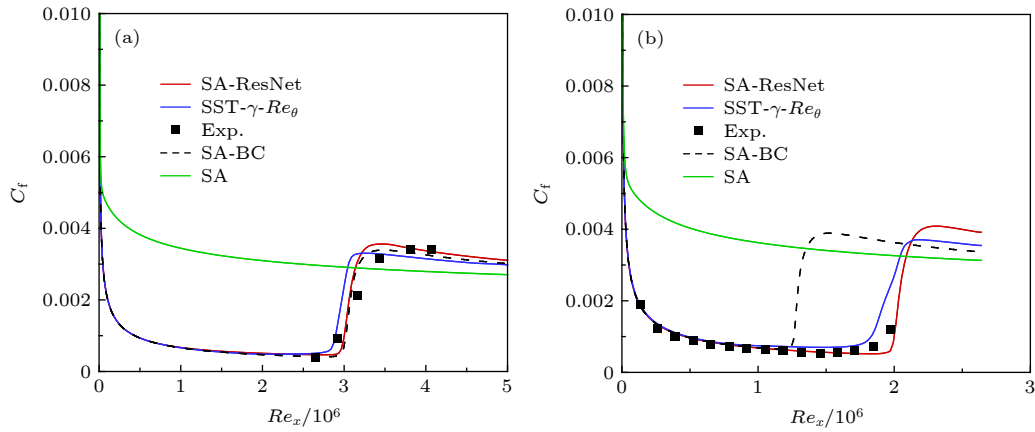 0.010
(a)
0.008
SA-ResNet
SST-γ-Reθ
Exp.
SA-BC
SA
0.006
Cf
0.004
0.002
0
0 1 2 3 4 5
Rex/10⁶
0.010
(b)
0.008
SA-ResNet
SST-γ-Reθ
Exp.
SA-BC
SA
0.006
Cf
0.004
0.002
0
0 1 2 3
Rex/10⁶